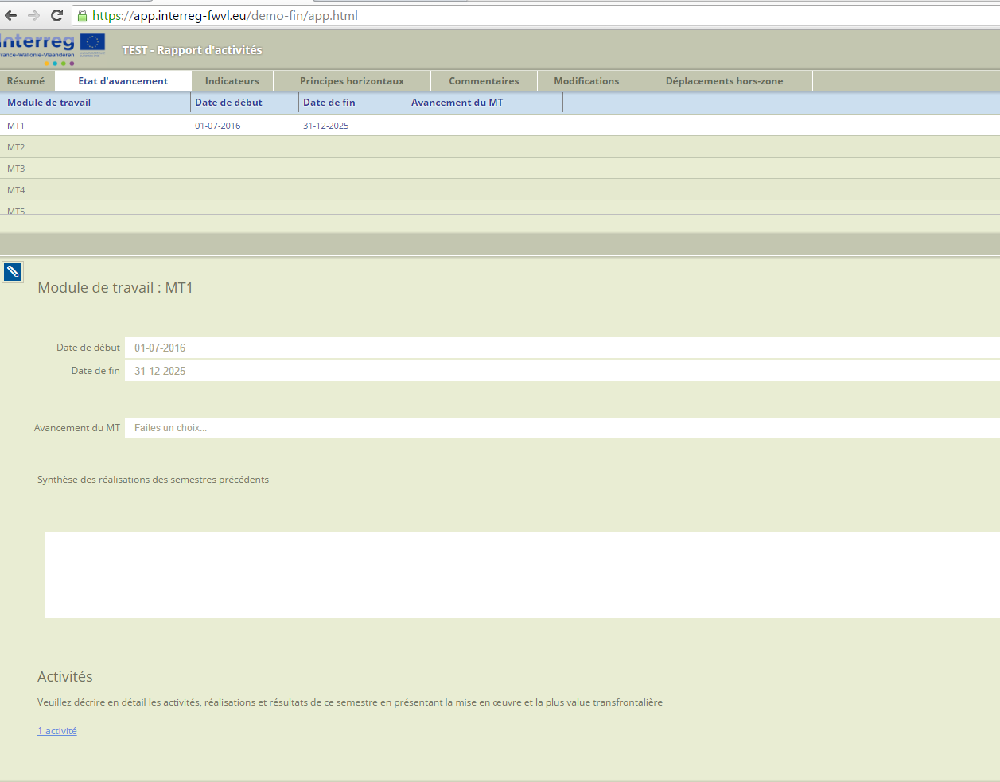 https://app.interreg-fwvl.eu/demo-fin/app.html
Interreg
France-Wallonie-Vlaanderen
TEST - Rapport d'activités
Résumé Etat d'avancement Indicateurs Principes horizontaux Commentaires Modifications Déplacements hors-zone
Module de travail Date de début Date de fin Avancement du MT
MT1 01-07-2016 31-12-2025
MT2
MT3
MT4
MT5
Module de travail : MT1
Date de début 01-07-2016
Date de fin 31-12-2025
Avancement du MT Faites un choix...
Synthèse des réalisations des semestres précédents
Activités
Veuillez décrire en détail les activités, réalisations et résultats de ce semestre en présentant la mise en œuvre et la plus value transfrontalière
1 activité